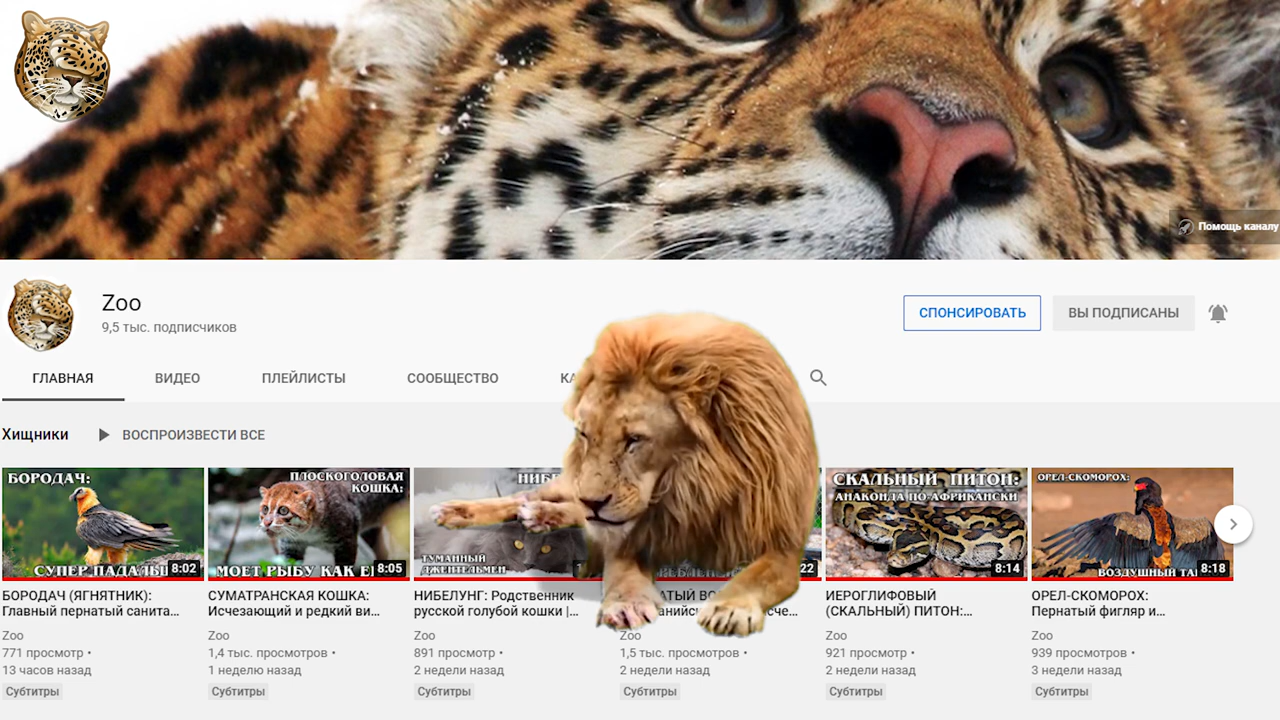 Помощь каналу
Zoo
9,5 тыс. подписчиков
СПОНСИРОВАТЬ
ВЫ ПОДПИСАНЫ
ГЛАВНАЯ
ВИДЕО
ПЛЕЙЛИСТЫ
СООБЩЕСТВО
Хищники
ВОСПРОИЗВЕСТИ ВСЕ
БОРОДАЧ:
8:02
ПЛОСКОГОЛОВАЯ
КОШКА:
МОЕТ РЫБУ КАК
8:05
ТУМАННЫЙ
ДЖЕНТЕЛЬМЕН
22
СКАЛЬНЫЙ ПИТОН:
АНАКОНДА ПО-АФРИКАНСКИ
8:14
ОРЕЛ-СКОМОРОХ:
ВОЗДУШНЫЙ
8:18
БОРОДАЧ (ЯГНЯТНИК):
Главный пернатый санита...
СУМАТРАНСКАЯ КОШКА:
Исчезающий и редкий ви...
НИБЕЛУНГ: Родственник
русской голубой кошки |...
ИЕРОГЛИФОВЫЙ
(СКАЛЬНЫЙ) ПИТОН:...
ОРЕЛ-СКОМОРОХ:
Пернатый фигляр и...
Zoo
771 просмотр •
13 часов назад
Субтитры
Zoo
1,4 тыс. просмотров •
1 неделю назад
Субтитры
Zoo
891 просмотр •
2 недели назад
Субтитры
Zoo
1,5 тыс. просмотров •
2 недели назад
Субтитры
Zoo
921 просмотр •
2 недели назад
Субтитры
Zoo
939 просмотров •
3 недели назад
Субтитры